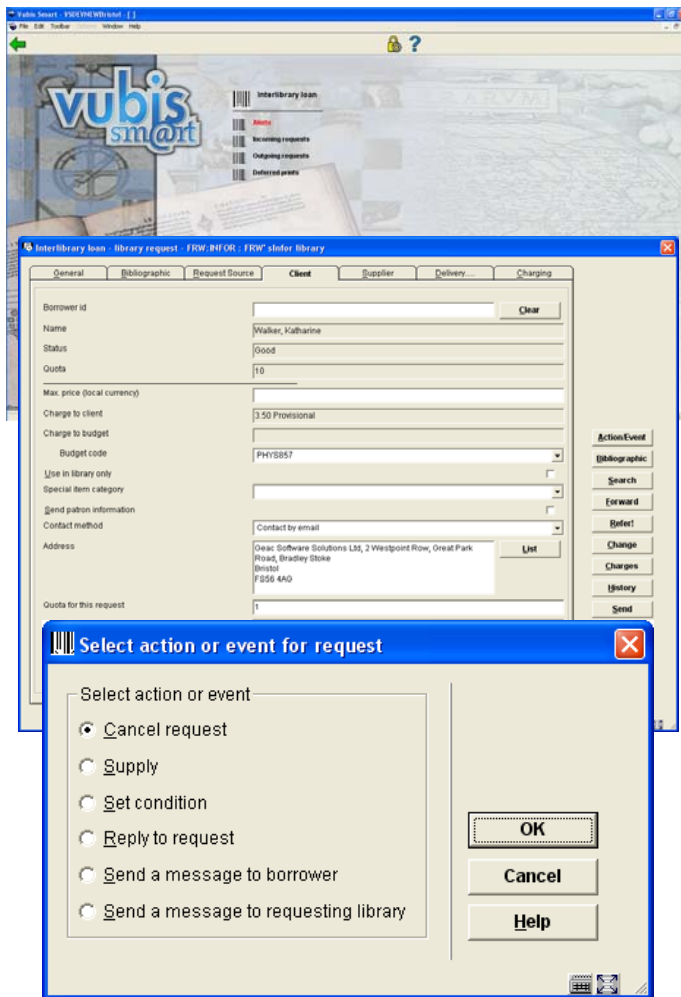 Vubis Smart - VSDEVNEWBristol - [ ]
File Edit Toolbar Options Window Help
?
vubis
sm@rt
Interlibrary loan
Alerts
Incoming requests
Outgoing requests
Deferred prints
Interlibrary loan - library request - FRW:INFOR : FRW' sInfor library
General Bibliographic Request Source Client Supplier Delivery.... Charging
Borrower id Clear
Name Walker, Katharine
Status Good
Quota 10
Max. price (local currency)
Charge to client 3.50 Provisional
Charge to budget
Budget code PHYS857
Use in library only
Special item category
Send patron information
Contact method Contact by email
Address Geac Software Solutions Ltd, 2 Westpoint Row, Great Park
Road, Bradley Stoke
Bristol
FS56 4AG
List
Quota for this request 1
Action/Event
Bibliographic
Search
Forward
Refer!
Change
Charges
History
Send
Select action or event for request
Select action or event
Cancel request
Supply
Set condition
Reply to request
Send a message to borrower
Send a message to requesting library
OK
Cancel
Help